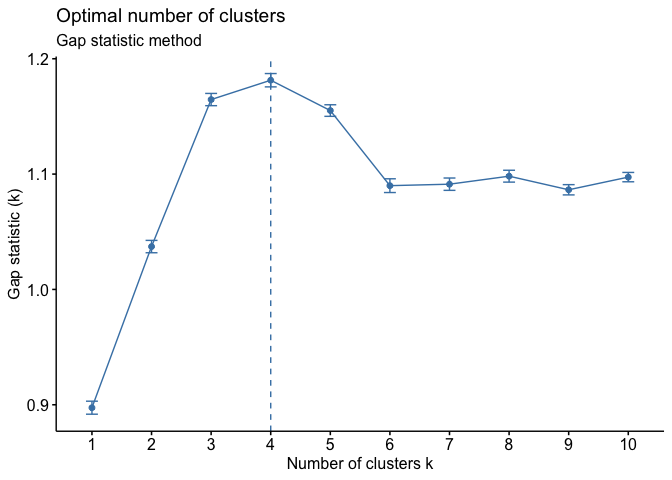 Optimal number of clusters
Gap statistic method
1.2
1.1
1.0
0.9
Gap statistic (k)
1 2 3 4 5 6 7 8 9 10
Number of clusters k